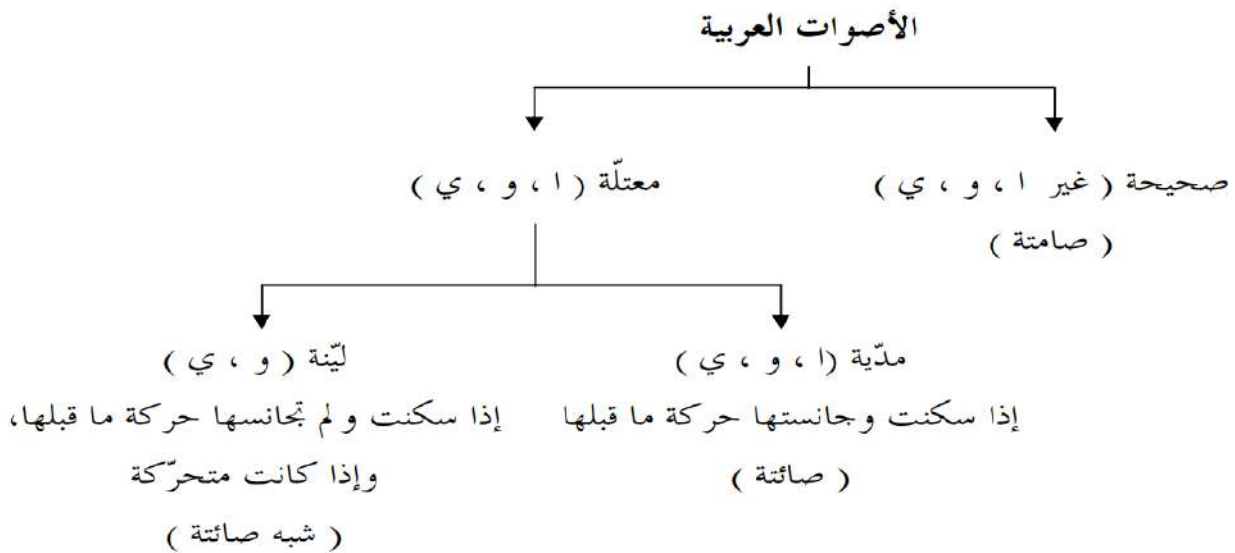 الأصوات العربية
صحيحة ( غير ا ، و ، ي )
( صامتة )
معتلّة ( ا ، و ، ي )
مدّية (ا ، و ، ي )
إذا سكنت وجانستها حركة ما قبلها
( صائتة )
ليّنة ( و ، ي )
إذا سكنت و لم تجانسها حركة ما قبلها،
وإذا كانت متحرّكة
( شبه صائتة )